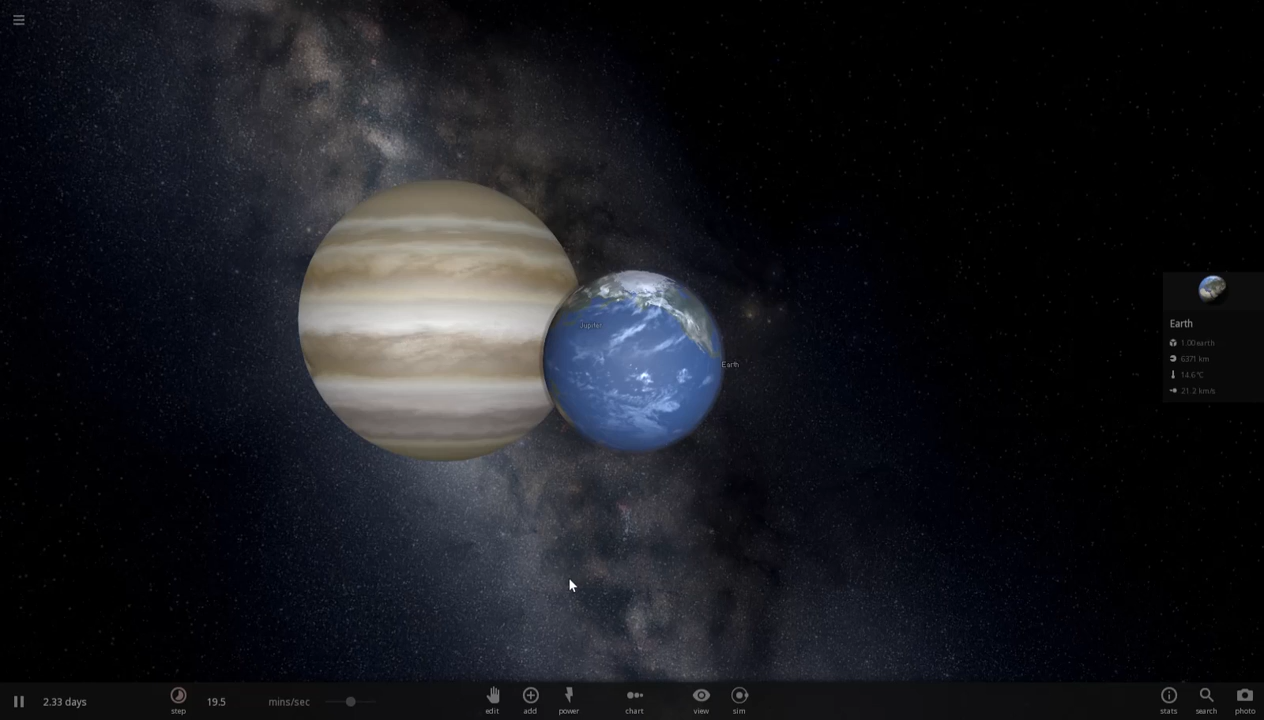 Jupiter
Earth
Earth
1.00 earth
6371 km
14.6 °C
21.2 km/s
2.33 days
step
19.5
mins/sec
edit
add
power
chart
view
sim
stats
search
photo